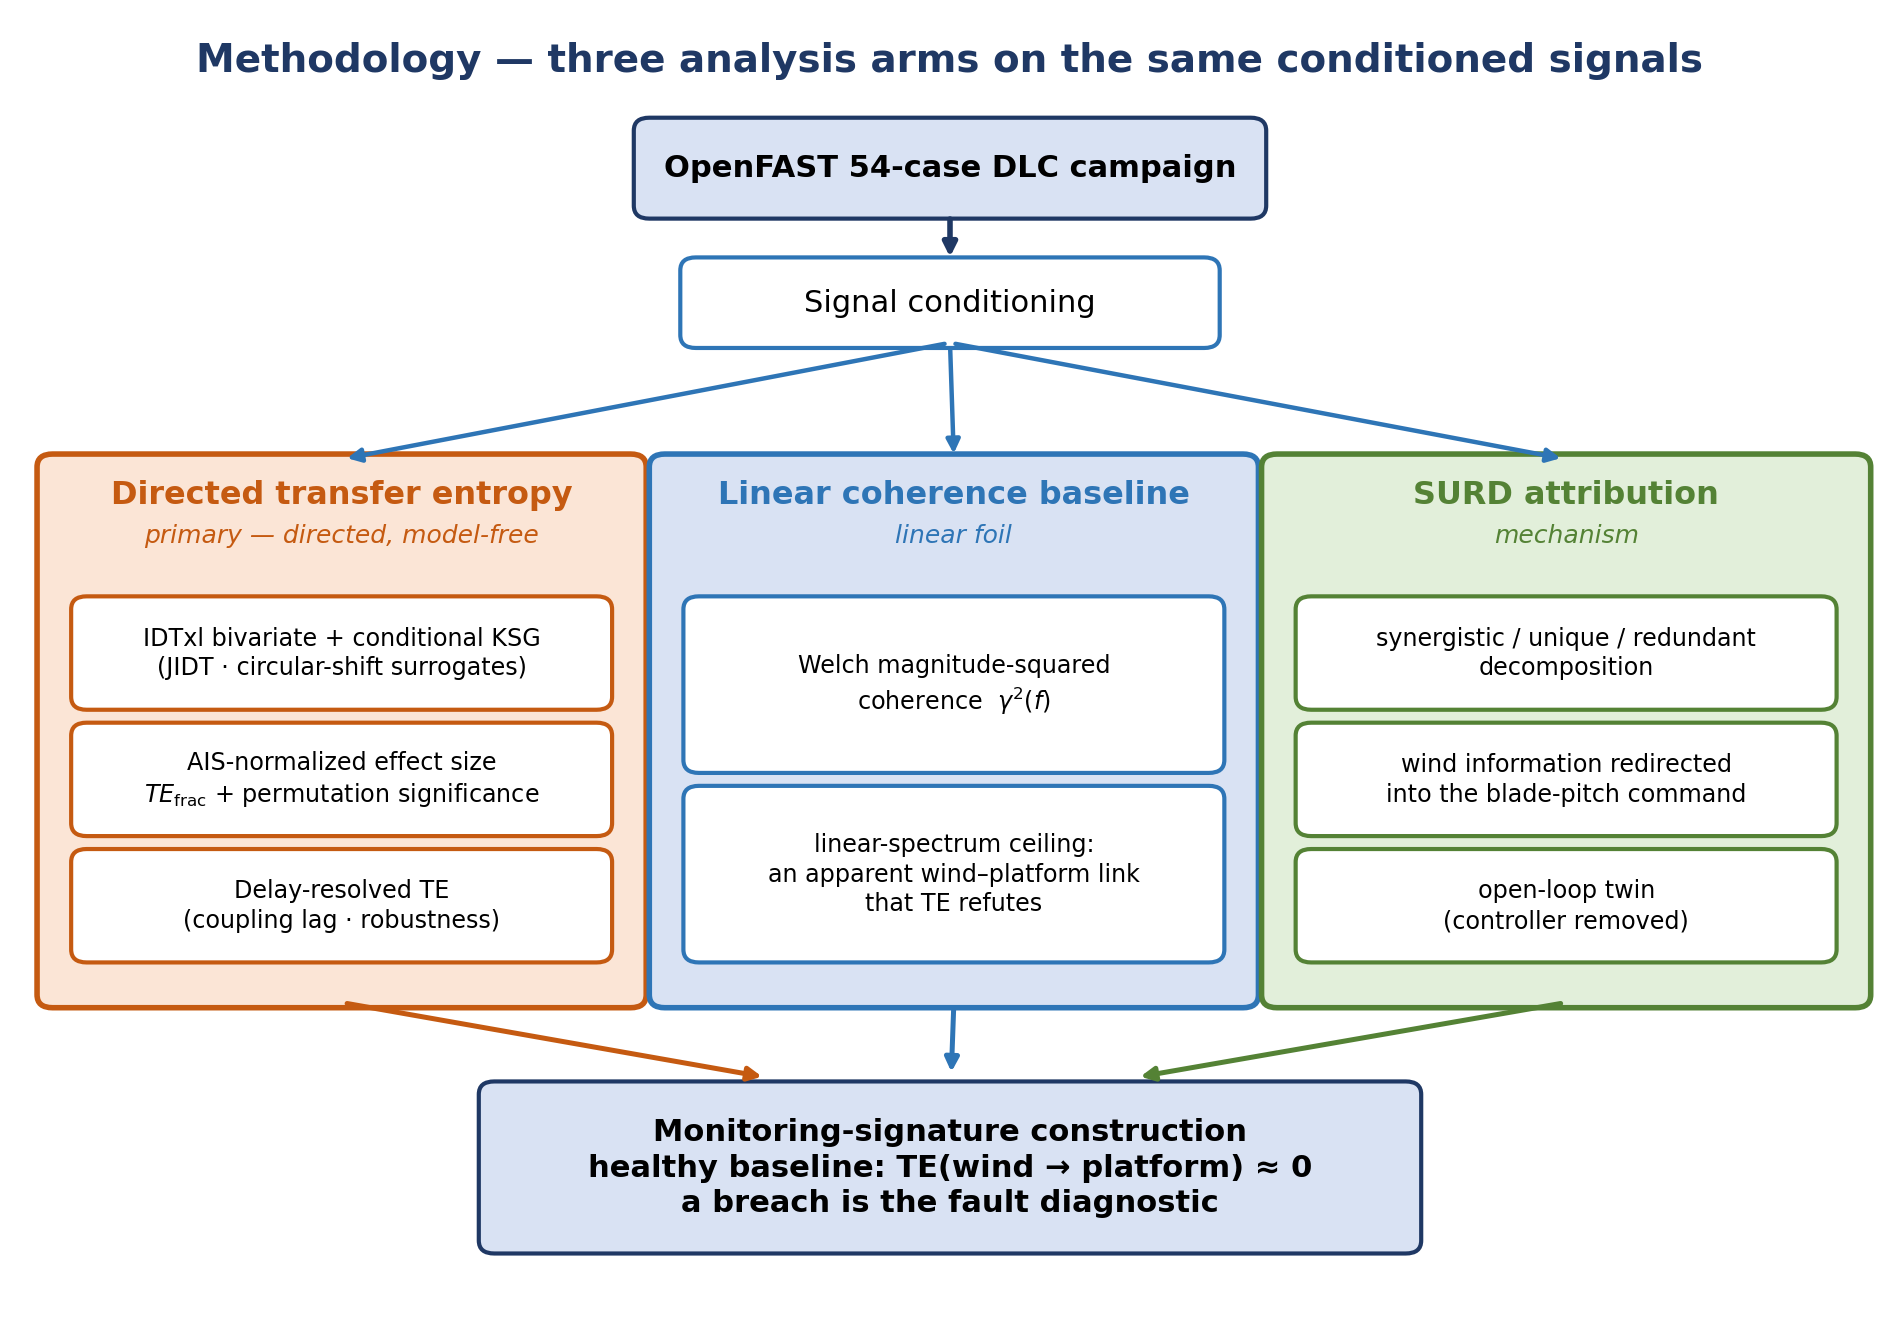 Methodology — three analysis arms on the same conditioned signals
OpenFAST 54-case DLC campaign
Signal conditioning
Directed transfer entropy
primary — directed, model-free
IDTxl bivariate + conditional KSG
(JIDT · circular-shift surrogates)
AIS-normalized effect size
TE_frac + permutation significance
Delay-resolved TE
(coupling lag · robustness)
Linear coherence baseline
linear foil
Welch magnitude-squared
coherence γ²(f)
linear-spectrum ceiling:
an apparent wind–platform link
that TE refutes
SURD attribution
mechanism
synergistic / unique / redundant
decomposition
wind information redirected
into the blade-pitch command
open-loop twin
(controller removed)
Monitoring-signature construction
healthy baseline: TE(wind → platform) ≈ 0
a breach is the fault diagnostic